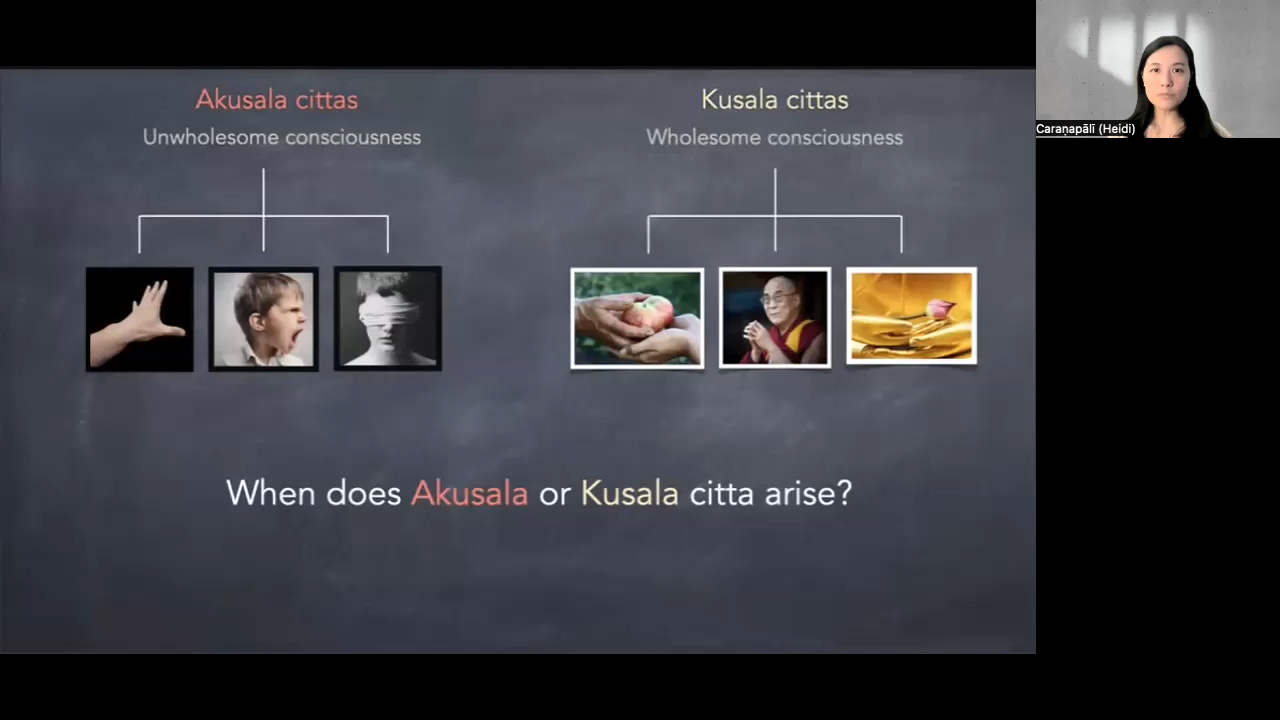 Akusala cittas
Unwholesome consciousness
Kusala cittas
Wholesome consciousness
When does Akusala or Kusala citta arise?
Caraṇapālī (Heidi)